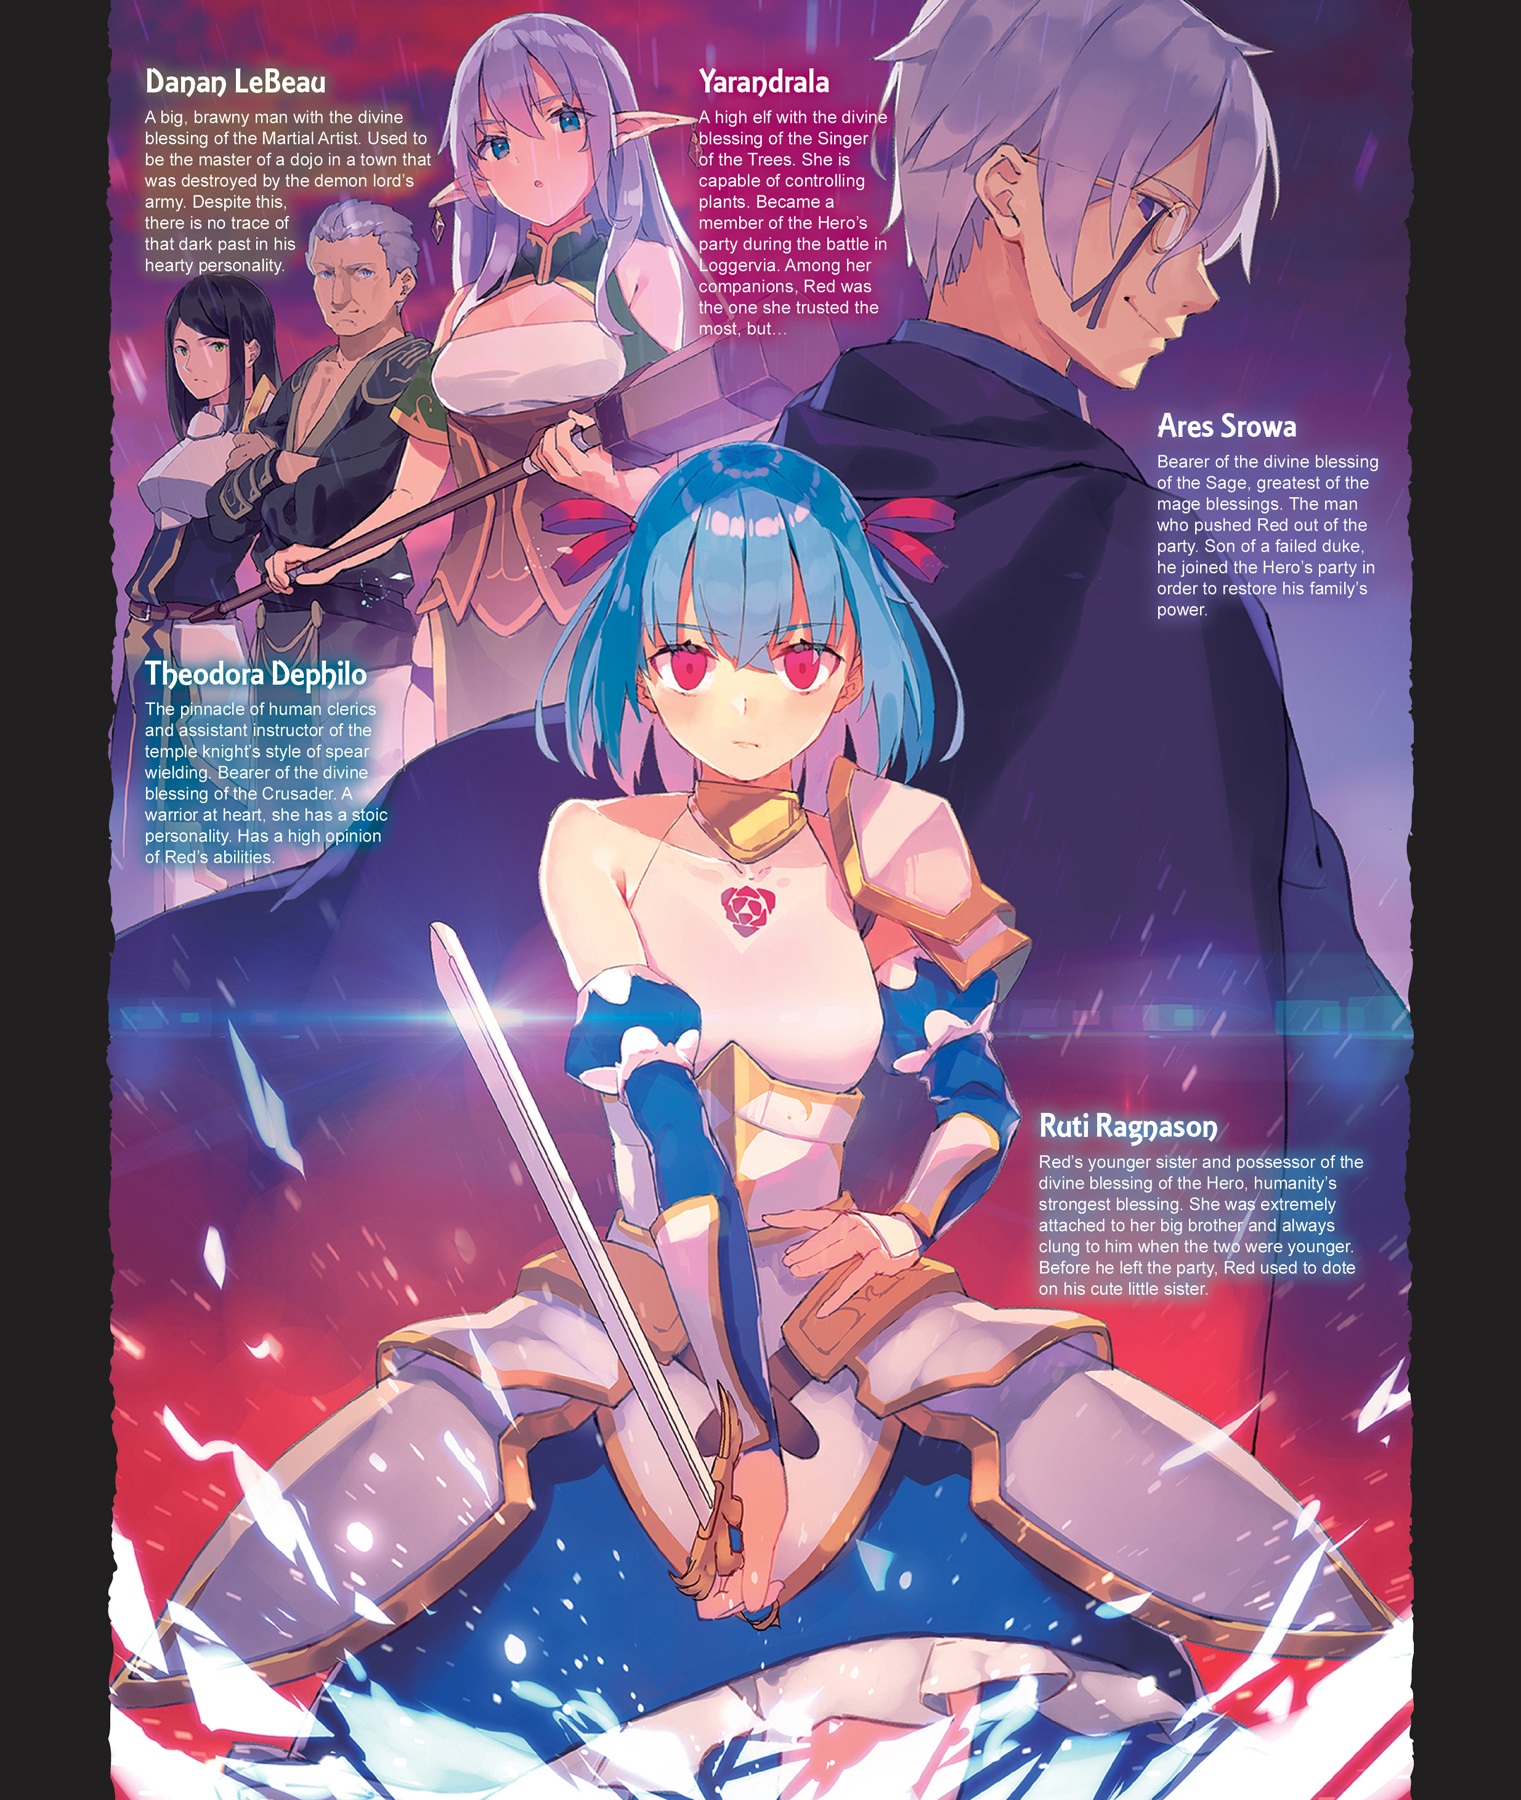 Danan LeBeau
A big, brawny man with the divine
blessing of the Martial Artist. Used to
be the master of a dojo in a town that
was destroyed by the demon lord's
army. Despite this,
there is no trace of
that dark past in his
hearty personality.
Yarandrala
A high elf with the divine
blessing of the Singer
of the Trees. She is
capable of controlling
plants. Became a
member of the Hero's
party during the battle in
Loggervia. Among her
companions, Red was
the one she trusted the
most, but…
Ares Srowa
Bearer of the divine blessing
of the Sage, greatest of the
mage blessings. The man
who pushed Red out of the
party. Son of a failed duke,
he joined the Hero's party in
order to restore his family's
power.
Theodora Dephilo
The pinnacle of human clerics
and assistant instructor of the
temple knight's style of spear
wielding. Bearer of the divine
blessing of the Crusader. A
warrior at heart, she has a stoic
personality. Has a high opinion
of Red's abilities.
Ruti Ragnason
Red's younger sister and possessor of the
divine blessing of the Hero, humanity's
strongest blessing. She was extremely
attached to her big brother and always
clung to him when the two were younger.
Before he left the party, Red used to dote
on his cute little sister.